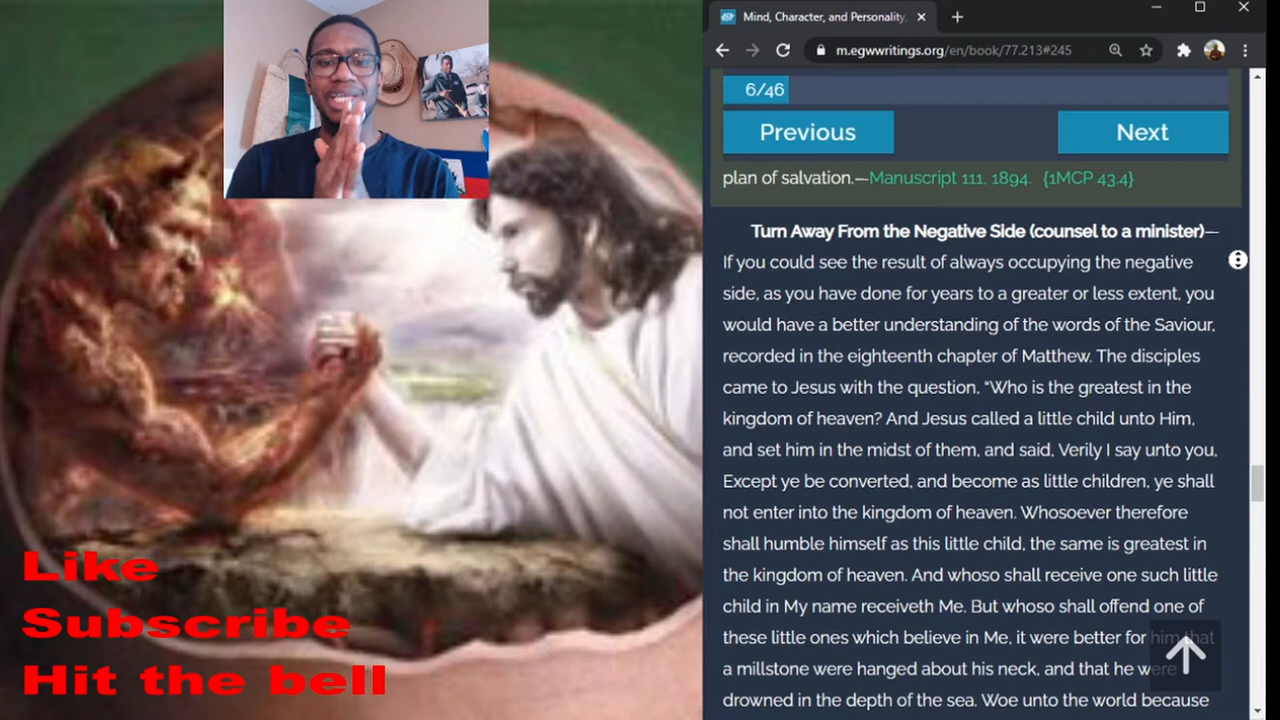 Mind, Character, and Personality,
m.egwwritings.org/en/book/77.213#245
6/46
Previous
Next
plan of salvation.—Manuscript 111, 1894. {1MCP 43.4}
Turn Away From the Negative Side (counsel to a minister)—
If you could see the result of always occupying the negative
side, as you have done for years to a greater or less extent, you
would have a better understanding of the words of the Saviour,
recorded in the eighteenth chapter of Matthew. The disciples
came to Jesus with the question, “Who is the greatest in the
kingdom of heaven? And Jesus called a little child unto Him,
and set him in the midst of them, and said, Verily I say unto you,
Except ye be converted, and become as little children, ye shall
not enter into the kingdom of heaven. Whosoever therefore
shall humble himself as this little child, the same is greatest in
the kingdom of heaven. And whoso shall receive one such little
child in My name receiveth Me. But whoso shall offend one of
these little ones which believe in Me, it were better for him that
a millstone were hanged about his neck, and that he were
drowned in the depth of the sea. Woe unto the world because
Like
Subscribe
Hit the bell